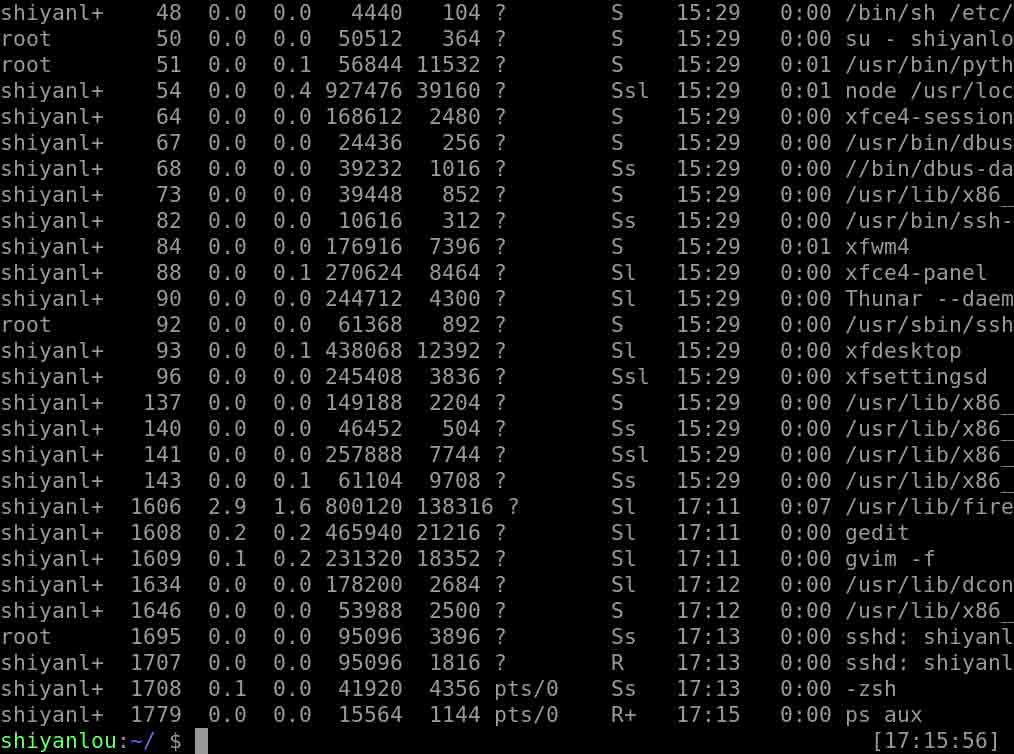 shiyanl+    48  0.0  0.0   4440   104 ?        S    15:29   0:00 /bin/sh /etc/
root        50  0.0  0.0  50512   364 ?        S    15:29   0:00 su - shiyanlo
root        51  0.0  0.1  56844 11532 ?        S    15:29   0:01 /usr/bin/pyth
shiyanl+    54  0.0  0.4 927476 39160 ?        Ssl  15:29   0:01 node /usr/loc
shiyanl+    64  0.0  0.0 168612  2480 ?        S    15:29   0:00 xfce4-session
shiyanl+    67  0.0  0.0  24436   256 ?        S    15:29   0:00 /usr/bin/dbus
shiyanl+    68  0.0  0.0  39232  1016 ?        Ss   15:29   0:00 //bin/dbus-da
shiyanl+    73  0.0  0.0  39448   852 ?        S    15:29   0:00 /usr/lib/x86_
shiyanl+    82  0.0  0.0  10616   312 ?        Ss   15:29   0:00 /usr/bin/ssh-
shiyanl+    84  0.0  0.0 176916  7396 ?        S    15:29   0:01 xfwm4
shiyanl+    88  0.0  0.1 270624  8464 ?        Sl   15:29   0:00 xfce4-panel
shiyanl+    90  0.0  0.0 244712  4300 ?        Sl   15:29   0:00 Thunar --daem
root        92  0.0  0.0  61368   892 ?        S    15:29   0:00 /usr/sbin/ssh
shiyanl+    93  0.0  0.1 438068 12392 ?        Sl   15:29   0:00 xfdesktop
shiyanl+    96  0.0  0.0 245408  3836 ?        Ssl  15:29   0:00 xfsettingsd
shiyanl+   137  0.0  0.0 149188  2204 ?        S    15:29   0:00 /usr/lib/x86_
shiyanl+   140  0.0  0.0  46452   504 ?        Ss   15:29   0:00 /usr/lib/x86_
shiyanl+   141  0.0  0.0 257888  7744 ?        Ssl  15:29   0:00 /usr/lib/x86_
shiyanl+   143  0.0  0.1  61104  9708 ?        Ss   15:29   0:00 /usr/lib/x86_
shiyanl+  1606  2.9  1.6 800120 138316 ?       Sl   17:11   0:07 /usr/lib/fire
shiyanl+  1608  0.2  0.2 465940 21216 ?        Sl   17:11   0:00 gedit
shiyanl+  1609  0.1  0.2 231320 18352 ?        Sl   17:11   0:00 gvim -f
shiyanl+  1634  0.0  0.0 178200  2684 ?        Sl   17:12   0:00 /usr/lib/dcon
shiyanl+  1646  0.0  0.0  53988  2500 ?        S    17:12   0:00 /usr/lib/x86_
root      1695  0.0  0.0  95096  3896 ?        Ss   17:13   0:00 sshd: shiyanl
shiyanl+  1707  0.0  0.0  95096  1816 ?        R    17:13   0:00 sshd: shiyanl
shiyanl+  1708  0.1  0.0  41920  4356 pts/0    Ss   17:13   0:00 -zsh
shiyanl+  1779  0.0  0.0  15564  1144 pts/0    R+   17:15   0:00 ps aux
shiyanlou:~/ $                                                     [17:15:56]